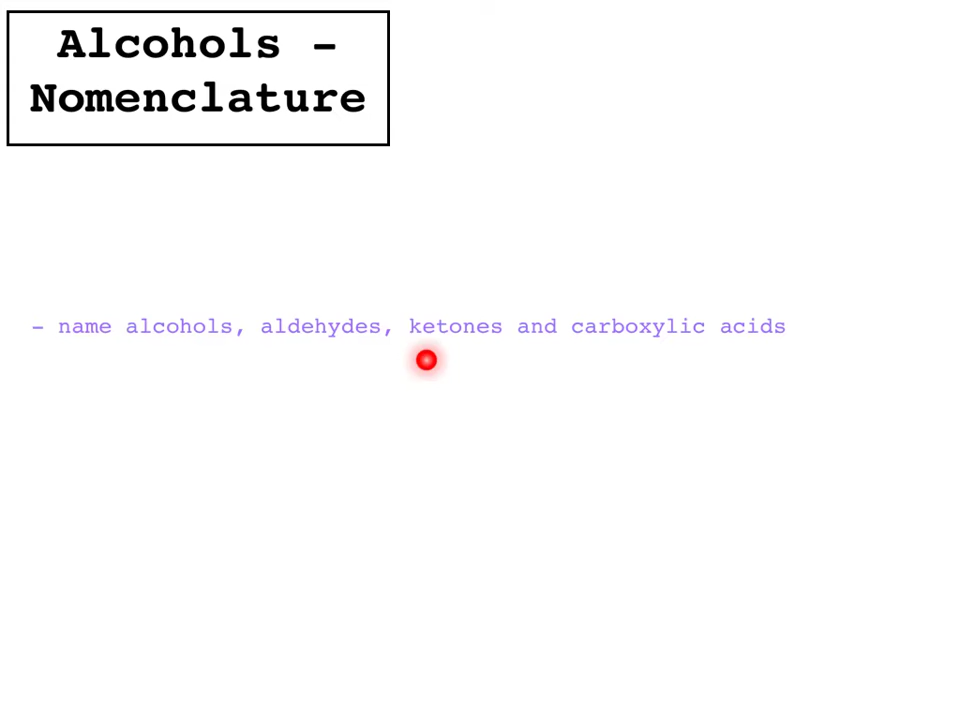 Alcohols –
Nomenclature
– name alcohols, aldehydes, ketones and carboxylic acids